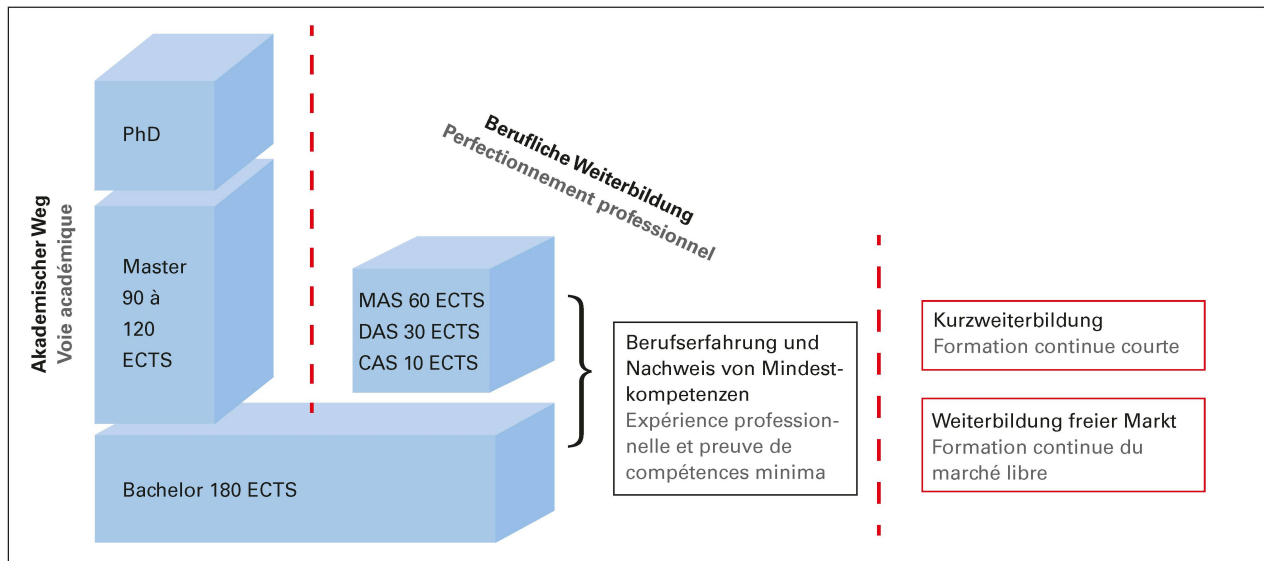 Akademischer Weg
Voie académique
PhD
Master
90 à
120
ECTS
Bachelor 180 ECTS
Berufliche Weiterbildung
Perfectionnement professionnel
MAS 60 ECTS
DAS 30 ECTS
CAS 10 ECTS
Berufserfahrung und
Nachweis von Mindest-
kompetenzen
Expérience profession-
nelle et preuve de
compétences minima
Kurzweiterbildung
Formation continue courte
Weiterbildung freier Markt
Formation continue du
marché libre